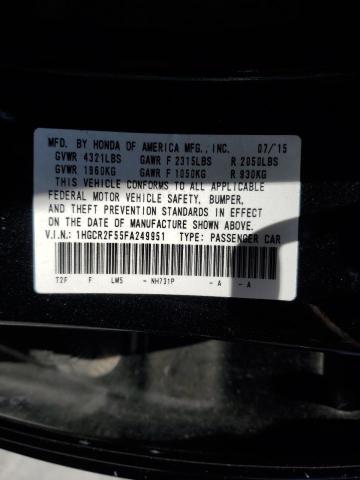 MFD. BY HONDA OF AMERICA MFG., INC. 07/15
GVWR 4321LBS GAWR F 2315LBS R 2050LBS
GVWR 1960KG GAWR F 1050KG R 930KG
THIS VEHICLE CONFORMS TO ALL APPLICABLE
FEDERAL MOTOR VEHICLE SAFETY, BUMPER,
AND THEFT PREVENTION STANDARDS IN EFFECT
ON THE DATE OF MANUFACTURE SHOWN ABOVE.
V.I.N.: 1HGCR2F55FA249951 TYPE: PASSENGER CAR
T2F F LW5 -NH731P -A -A